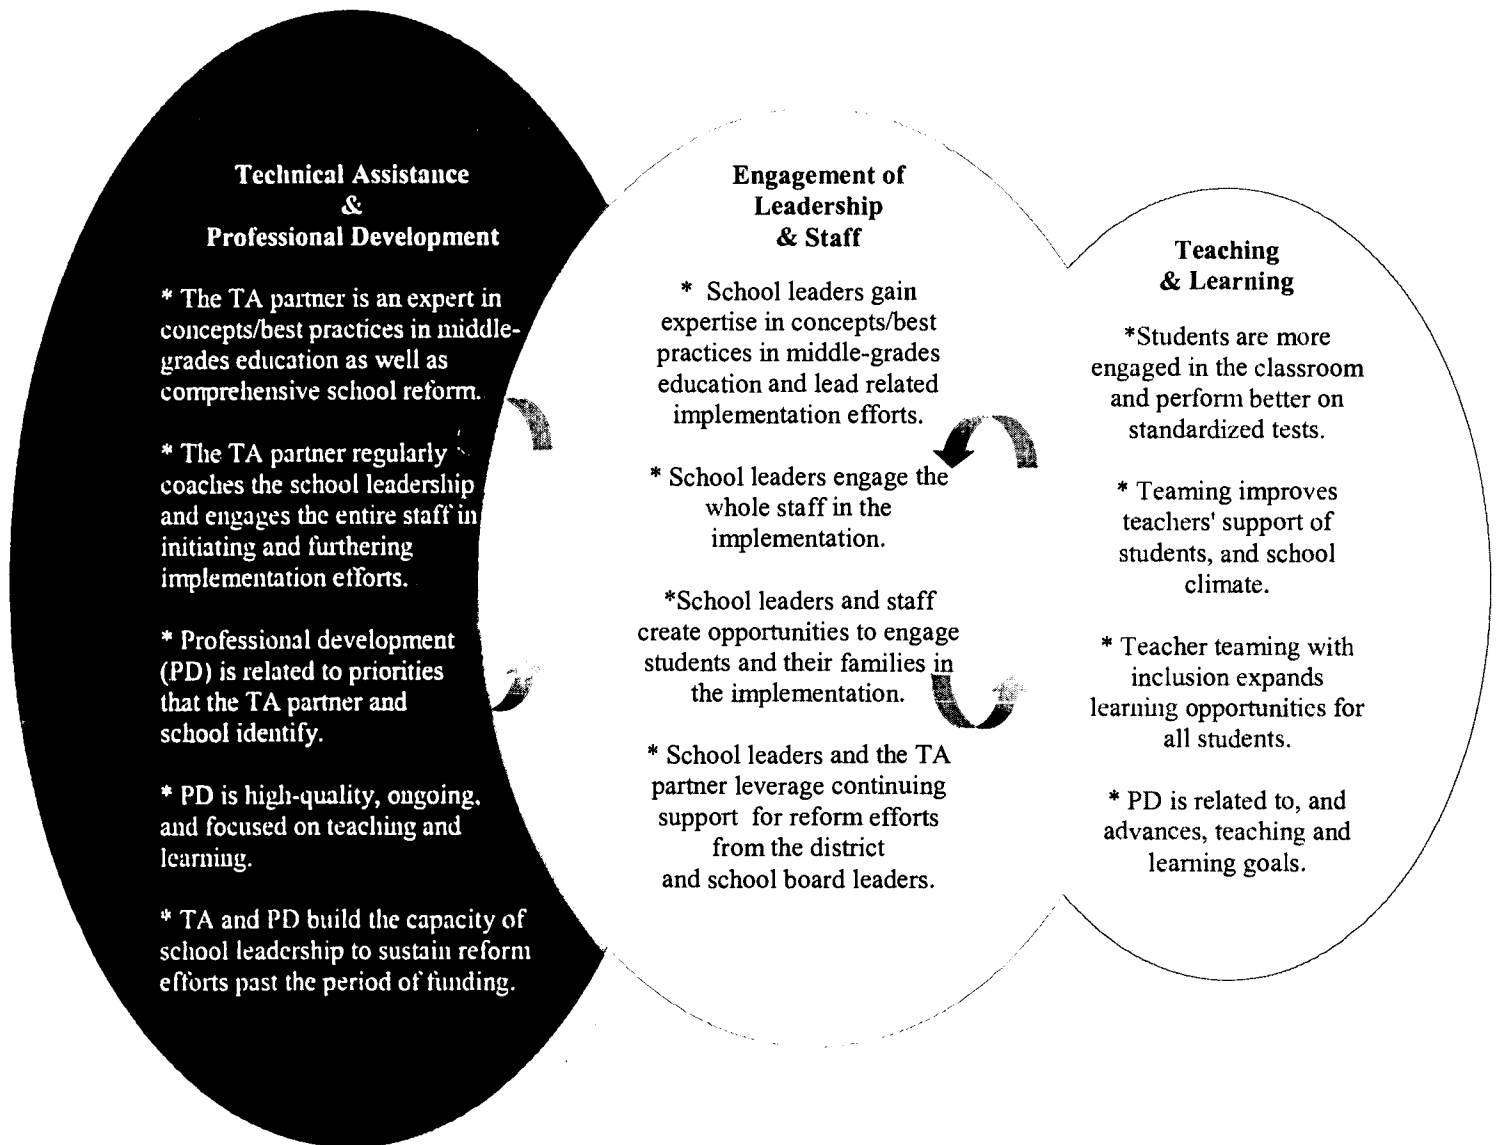 Technical Assistance
&
Professional Development
* The TA partner is an expert in
concepts/best practices in middle-
grades education as well as
comprehensive school reform.
* The TA partner regularly
coaches the school leadership
and engages the entire staff in
initiating and furthering
implementation efforts.
* Professional development
(PD) is related to priorities
that the TA partner and
school identify.
* PD is high-quality, ongoing,
and focused on teaching and
learning.
* TA and PD build the capacity of
school leadership to sustain reform
efforts past the period of funding.
Engagement of
Leadership
& Staff
* School leaders gain
expertise in concepts/best
practices in middle-grades
education and lead related
implementation efforts.
* School leaders engage the
whole staff in the
implementation.
*School leaders and staff
create opportunities to engage
students and their families in
the implementation.
* School leaders and the TA
partner leverage continuing
support for reform efforts
from the district
and school board leaders.
Teaching
& Learning
*Students are more
engaged in the classroom
and perform better on
standardized tests.
* Teaming improves
teachers' support of
students, and school
climate.
* Teacher teaming with
inclusion expands
learning opportunities for
all students.
* PD is related to, and
advances, teaching and
learning goals.